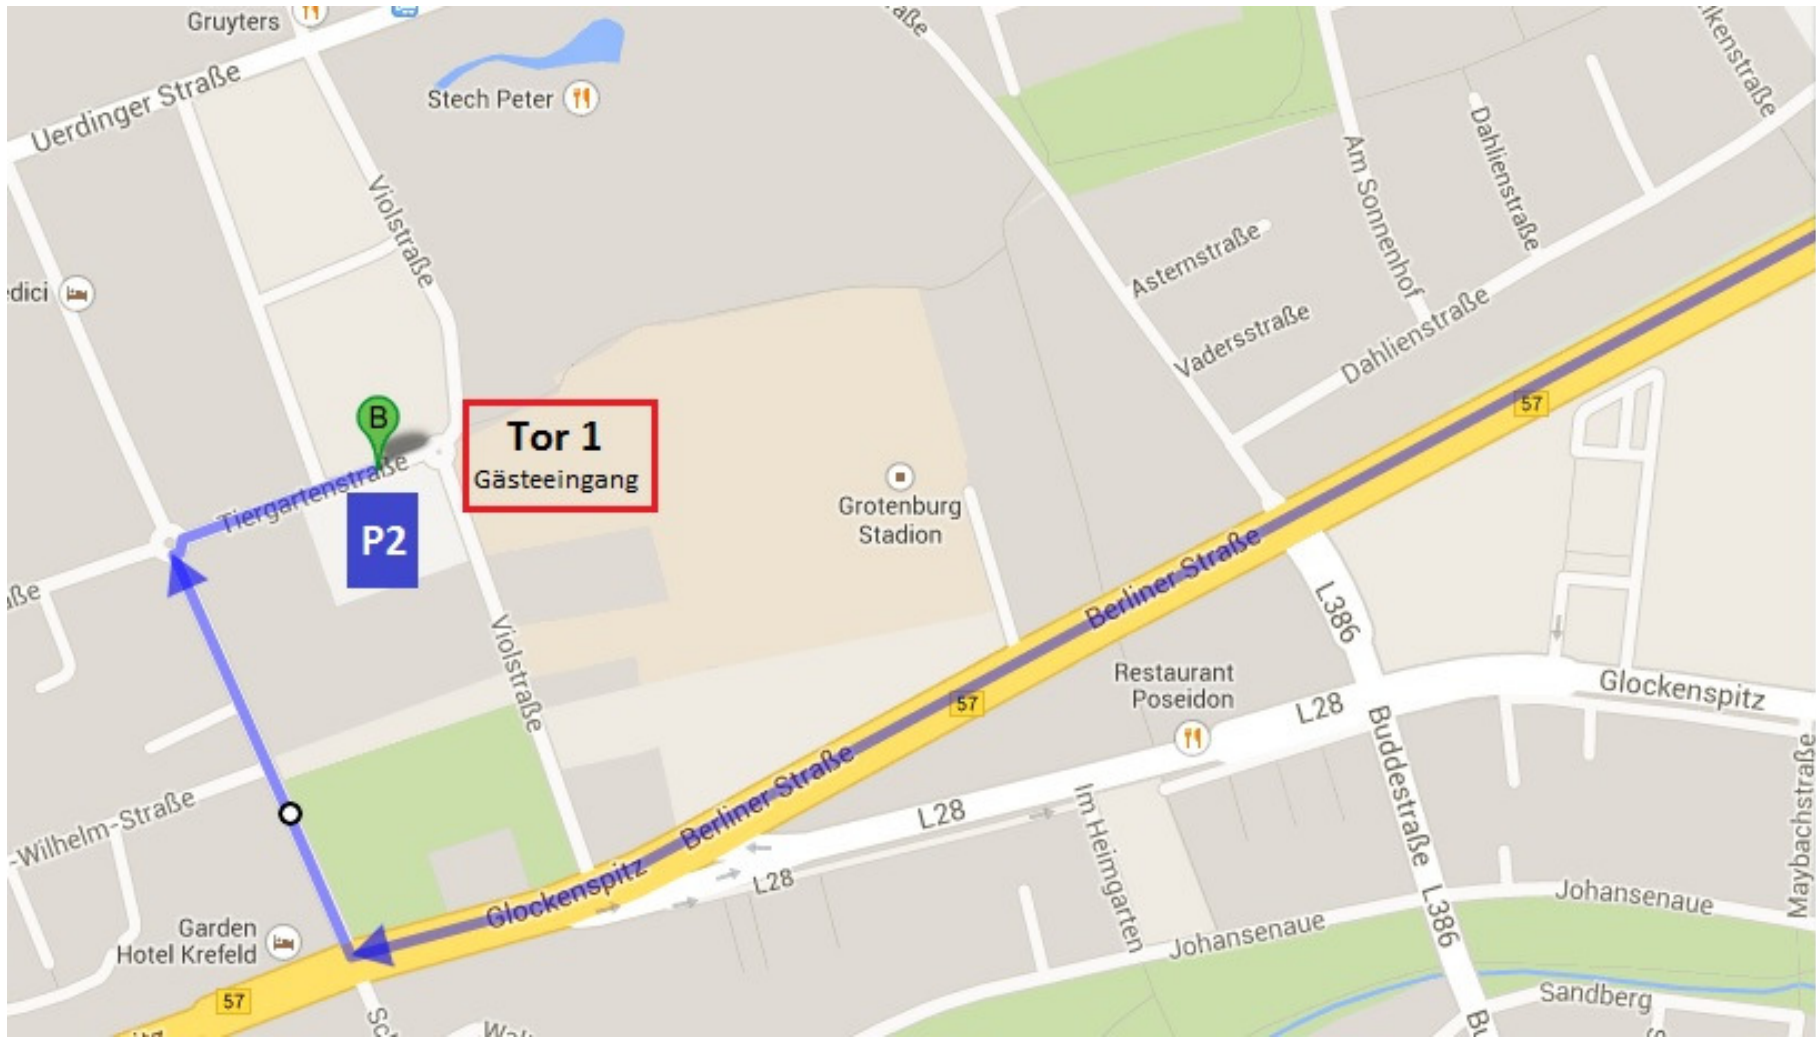 Gruyters
Uerdinger Straße
Stech Peter
Violstraße
Am Sonnenhof
Dahlienstraße
Asternstraße
Vadersstraße
Dahlienstraße
57
B
Tor 1
Gästeeingang
Tiergartenstraße
P2
Grotenburg
Stadion
Berliner Straße
L386
Violstraße
Restaurant
Poseidon
Glockenspitz
57
L28
Buddestraße
Maybachstraße
Berliner Straße
-Wilhelm-Straße
L28
Im Heimgarten
L28
Glockenspitz
Johansenaue
L386
Johansenaue
Garden
Hotel Krefeld
57
Sandberg